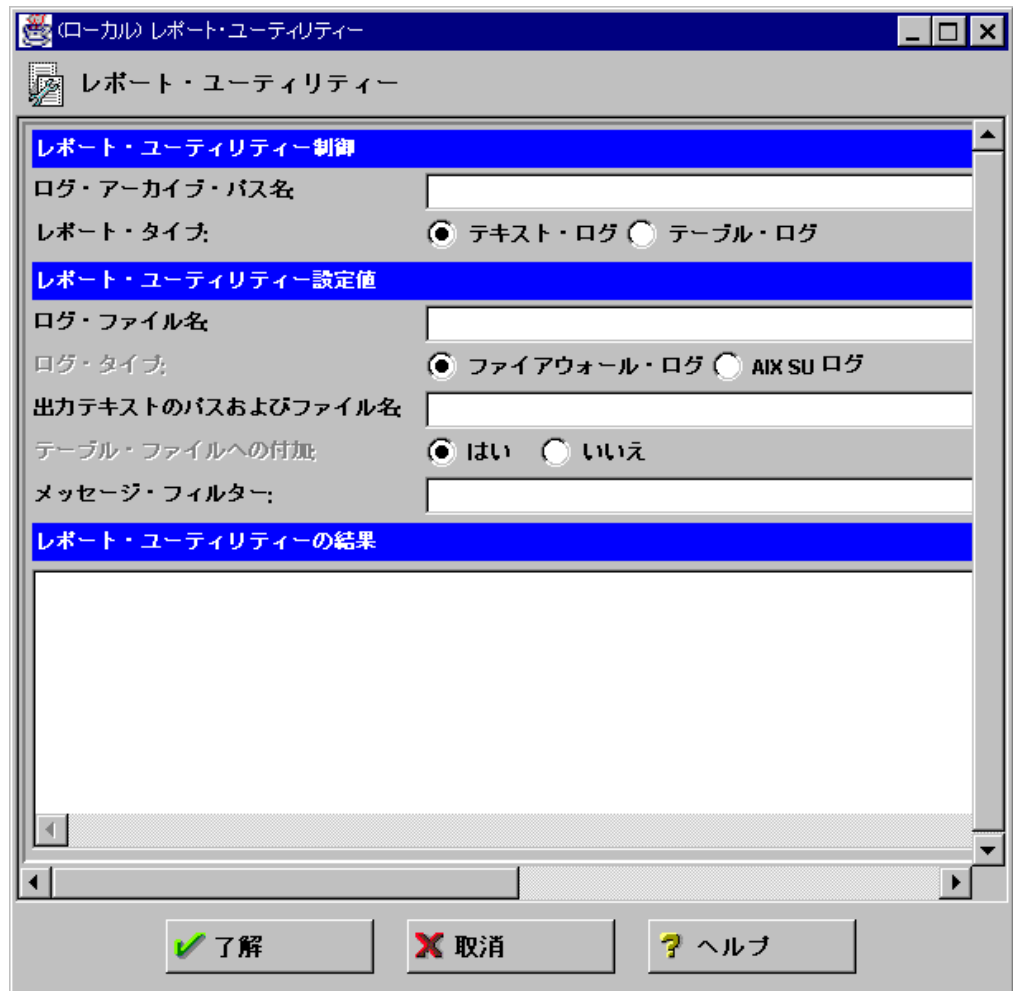 (ローカル) レポート・ユーティリティー
レポート・ユーティリティー
レポート・ユーティリティー制御
ログ・アーカイブ・パス名:
レポート・タイプ: テキスト・ログ テーブル・ログ
レポート・ユーティリティー設定値
ログ・ファイル名:
ログ・タイプ: ファイアウォール・ログ AIX SU ログ
出力テキストのパスおよびファイル名:
テーブル・ファイルへの付加: はい いいえ
メッセージ・フィルター:
レポート・ユーティリティーの結果
了解 取消 ヘルプ